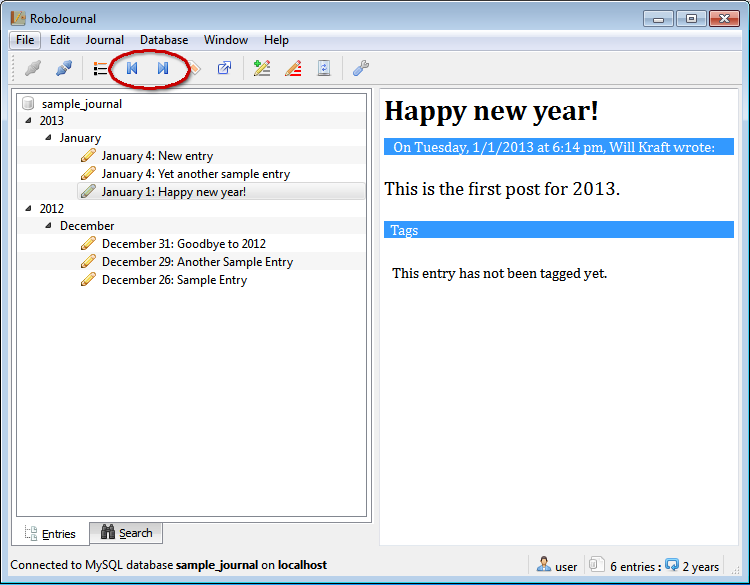 RoboJournal
File Edit Journal Database Window Help
sample_journal
2013
January
January 4: New entry
January 4: Yet another sample entry
January 1: Happy new year!
2012
December
December 31: Goodbye to 2012
December 29: Another Sample Entry
December 26: Sample Entry
Entries Search
Happy new year!
On Tuesday, 1/1/2013 at 6:14 pm, Will Kraft wrote:
This is the first post for 2013.
Tags
This entry has not been tagged yet.
Connected to MySQL database sample_journal on localhost
user 6 entries : 2 years